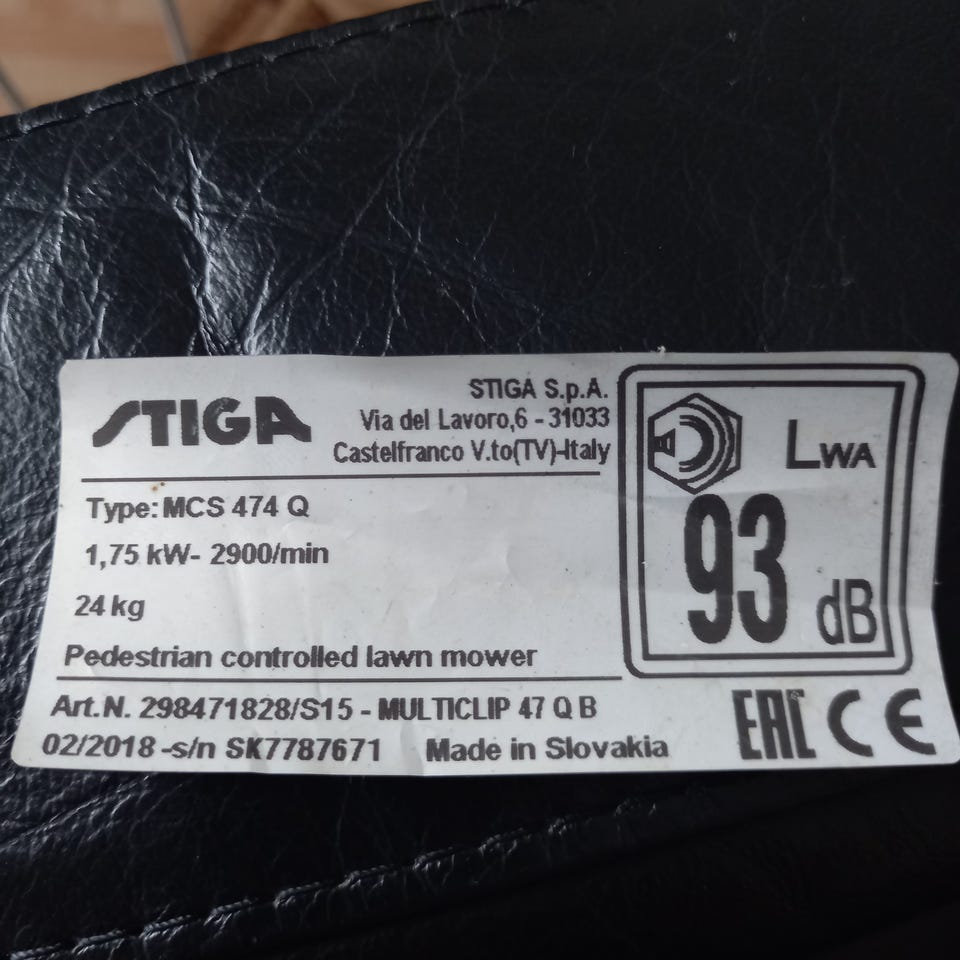 STIGA
STIGA S.p.A.
Via del Lavoro,6 - 31033
Castelfranco V.to(TV)-Italy
Type: MCS 474 Q
1,75 kW- 2900/min
24 kg
Pedestrian controlled lawn mower
LWA
93
dB
Art.N. 298471828/S15 - MULTICLIP 47 Q B
02/2018 -s/n SK7787671 Made in Slovakia
EAC CE